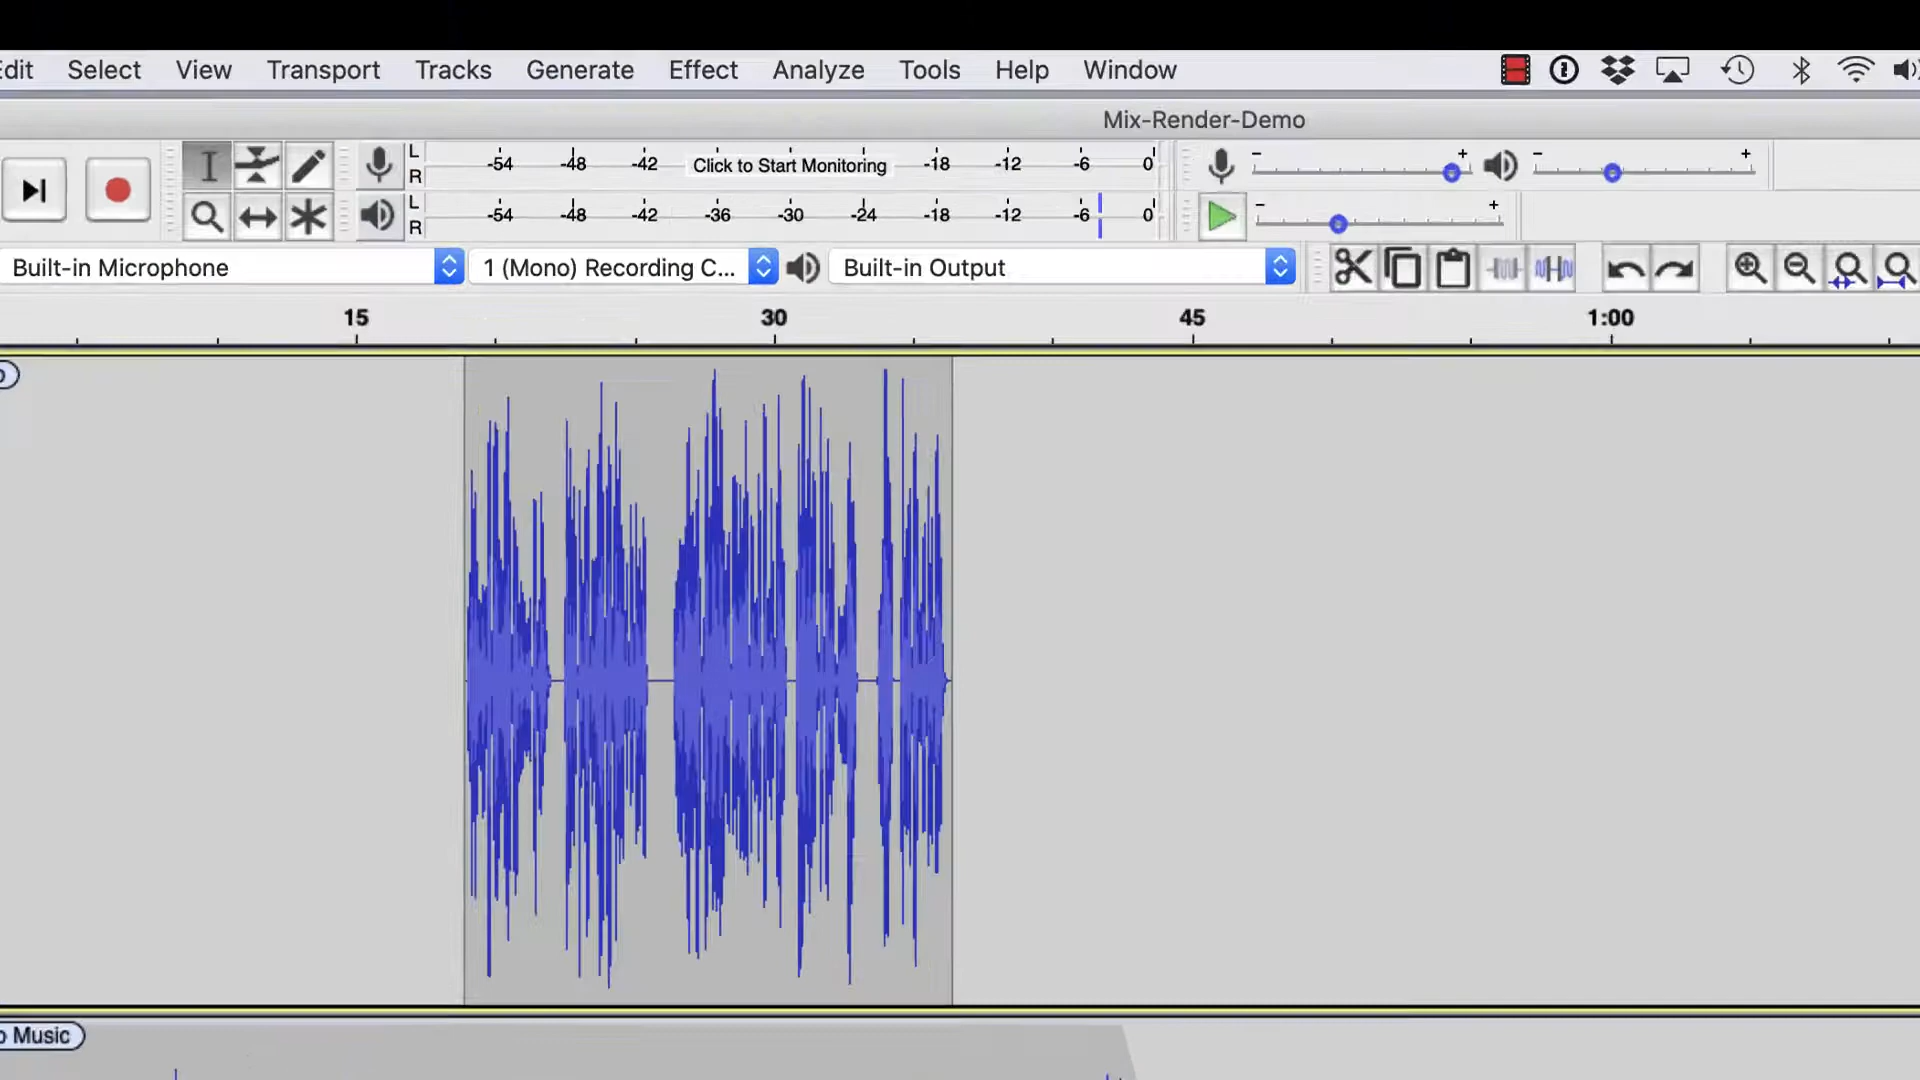 Edit Select View Transport Tracks Generate Effect Analyze Tools Help Window
Mix-Render-Demo
L
R
-54 -48 -42 Click to Start Monitoring -18 -12 -6 0
- +
- +
L
R
-54 -48 -42 -36 -30 -24 -18 -12 -6 0
- +
Built-in Microphone
1 (Mono) Recording C...
Built-in Output
15 30 45 1:00
o Music